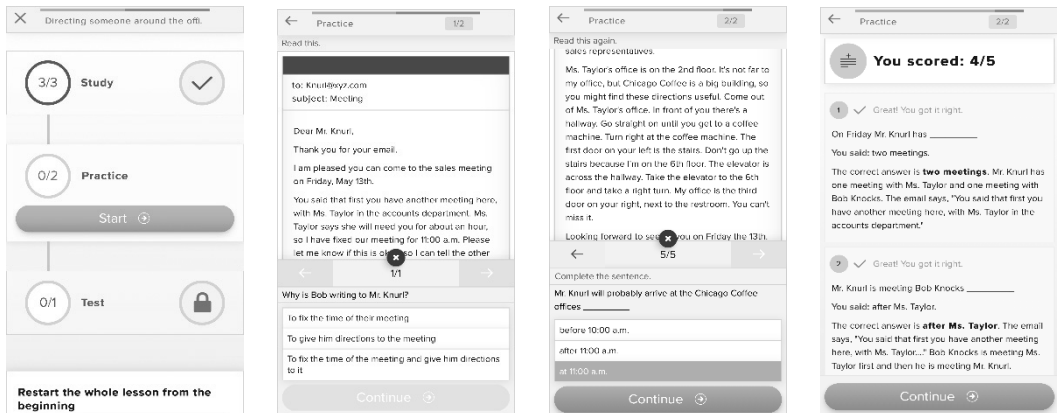 Directing someone around the offi.
3/3 Study
0/2 Practice
Start
0/1 Test
Restart the whole lesson from the
beginning
Practice 1/2
Read this.
to: Knurl@xyz.com
subject: Meeting
Dear Mr. Knurl,
Thank you for your email.
I am pleased you can come to the sales meeting
on Friday, May 13th.
You said that first you have another meeting here,
with Ms. Taylor in the accounts department. Ms.
Taylor says she will need you for about an hour,
so I have fixed our meeting for 11:00 a.m. Please
let me know if this is ok so I can tell the other
1/1
Why is Bob writing to Mr. Knurl?
To fix the time of their meeting
To give him directions to the meeting
To fix the time of the meeting and give him directions
to it
Continue
Practice 2/2
Read this again.
sales representatives.
Ms. Taylor's office is on the 2nd floor. It's not far to
my office, but Chicago Coffee is a big building, so
you might find these directions useful. Come out
of Ms. Taylor's office. In front of you there's a
hallway. Go straight on until you get to a coffee
machine. Turn right at the coffee machine. The
first door on your left is the stairs. Don't go up the
stairs because I'm on the 6th floor. The elevator is
across the hallway. Take the elevator to the 6th
floor and take a right turn. My office is the third
door on your right, next to the restroom. You can't
miss it.
Looking forward to see you on Friday the 13th.
5/5
Complete the sentence.
Mr. Knurl will probably arrive at the Chicago Coffee
offices ________
before 10:00 a.m.
after 11:00 a.m.
at 11:00 a.m.
Continue
Practice 2/2
You scored: 4/5
1 Great! You got it right.
On Friday Mr. Knurl has ________
You said: two meetings.
The correct answer is two meetings. Mr. Knurl has
one meeting with Ms. Taylor and one meeting with
Bob Knocks. The email says, "You said that first you
have another meeting here, with Ms. Taylor in the
accounts department."
2 Great! You got it right.
Mr. Knurl is meeting Bob Knocks ________
You said: after Ms. Taylor.
The correct answer is after Ms. Taylor. The email
says, "You said that first you have another meeting
here, with Ms. Taylor...." Bob Knocks is meeting Ms.
Taylor first and then he is meeting Mr. Knurl.
Continue